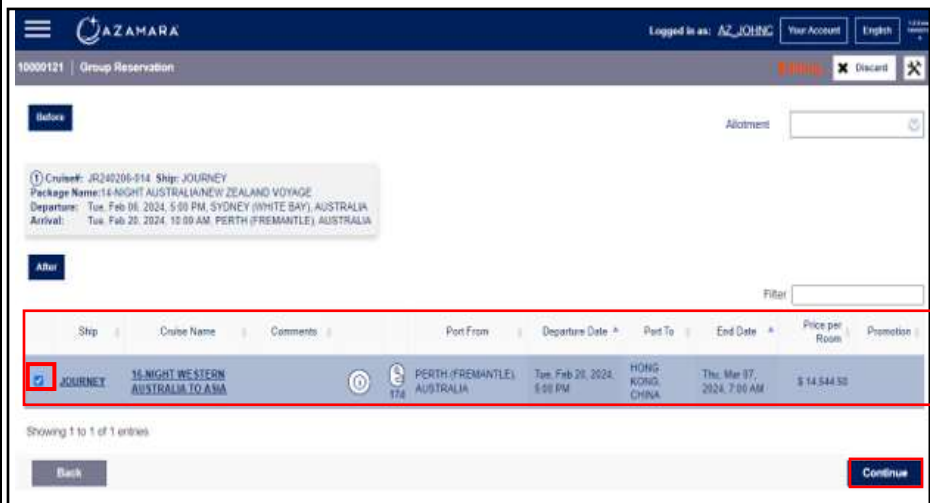 AZAMARA
Logged in as: AZ_JOHNC Your Account English
10000121 | Group Reservation
Discard
Before
Allotment
1 Cruise#: JR240206-014 Ship: JOURNEY
Package Name:14-NIGHT AUSTRALIA/NEW ZEALAND VOYAGE
Departure: Tue, Feb 06, 2024, 5:00 PM, SYDNEY (WHITE BAY), AUSTRALIA
Arrival: Tue, Feb 20, 2024, 10:00 AM, PERTH (FREMANTLE), AUSTRALIA
After
Filter
Ship Cruise Name Comments Port From Departure Date Port To End Date Price per Room Promotion
JOURNEY
16-NIGHT WESTERN
AUSTRALIA TO ASIA
17d
PERTH (FREMANTLE),
AUSTRALIA
Tue, Feb 20, 2024,
5:00 PM
HONG
KONG,
CHINA
Thu, Mar 07,
2024, 7:00 AM
$ 14,544.50
Showing 1 to 1 of 1 entries
Back
Continue